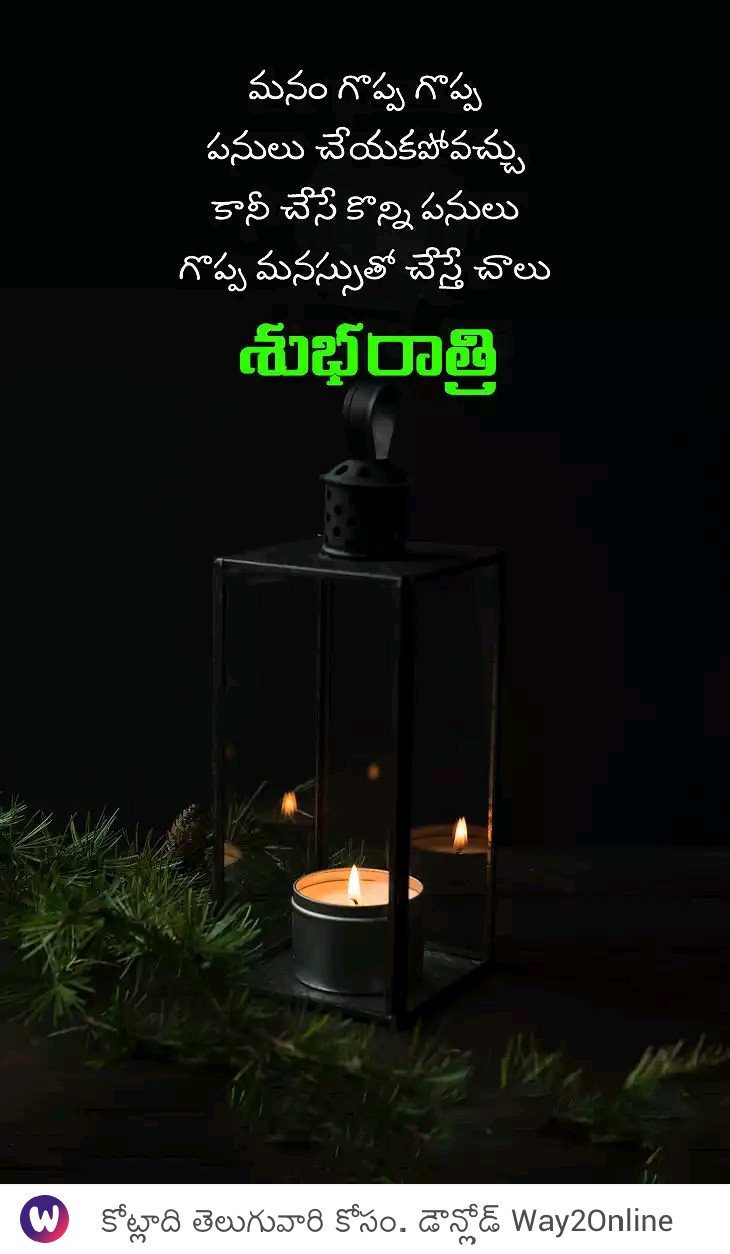 మనం గొప్ప గొప్ప
పనులు చేయకపోవచ్చు
కానీ చేసే కొన్ని పనులు
గొప్ప మనస్సుతో చేస్తే చాలు
శుభరాత్రి
W కోట్లాది తెలుగువారి కోసం. డౌన్లోడ్ Way2Online